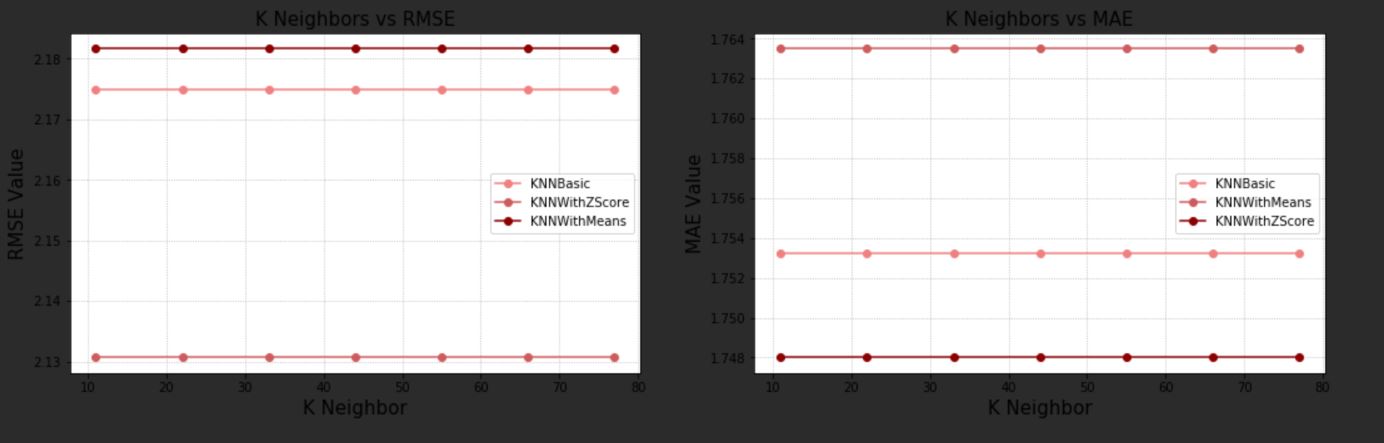 K Neighbors vs RMSE
2.18
2.17
2.16
2.15
2.14
2.13
RMSE Value
KNNBasic
KNNWithZScore
KNNWithMeans
10 20 30 40 50 60 70 80
K Neighbor
K Neighbors vs MAE
1.764
1.762
1.760
1.758
1.756
1.754
1.752
1.750
1.748
MAE Value
KNNBasic
KNNWithMeans
KNNWithZScore
10 20 30 40 50 60 70 80
K Neighbor